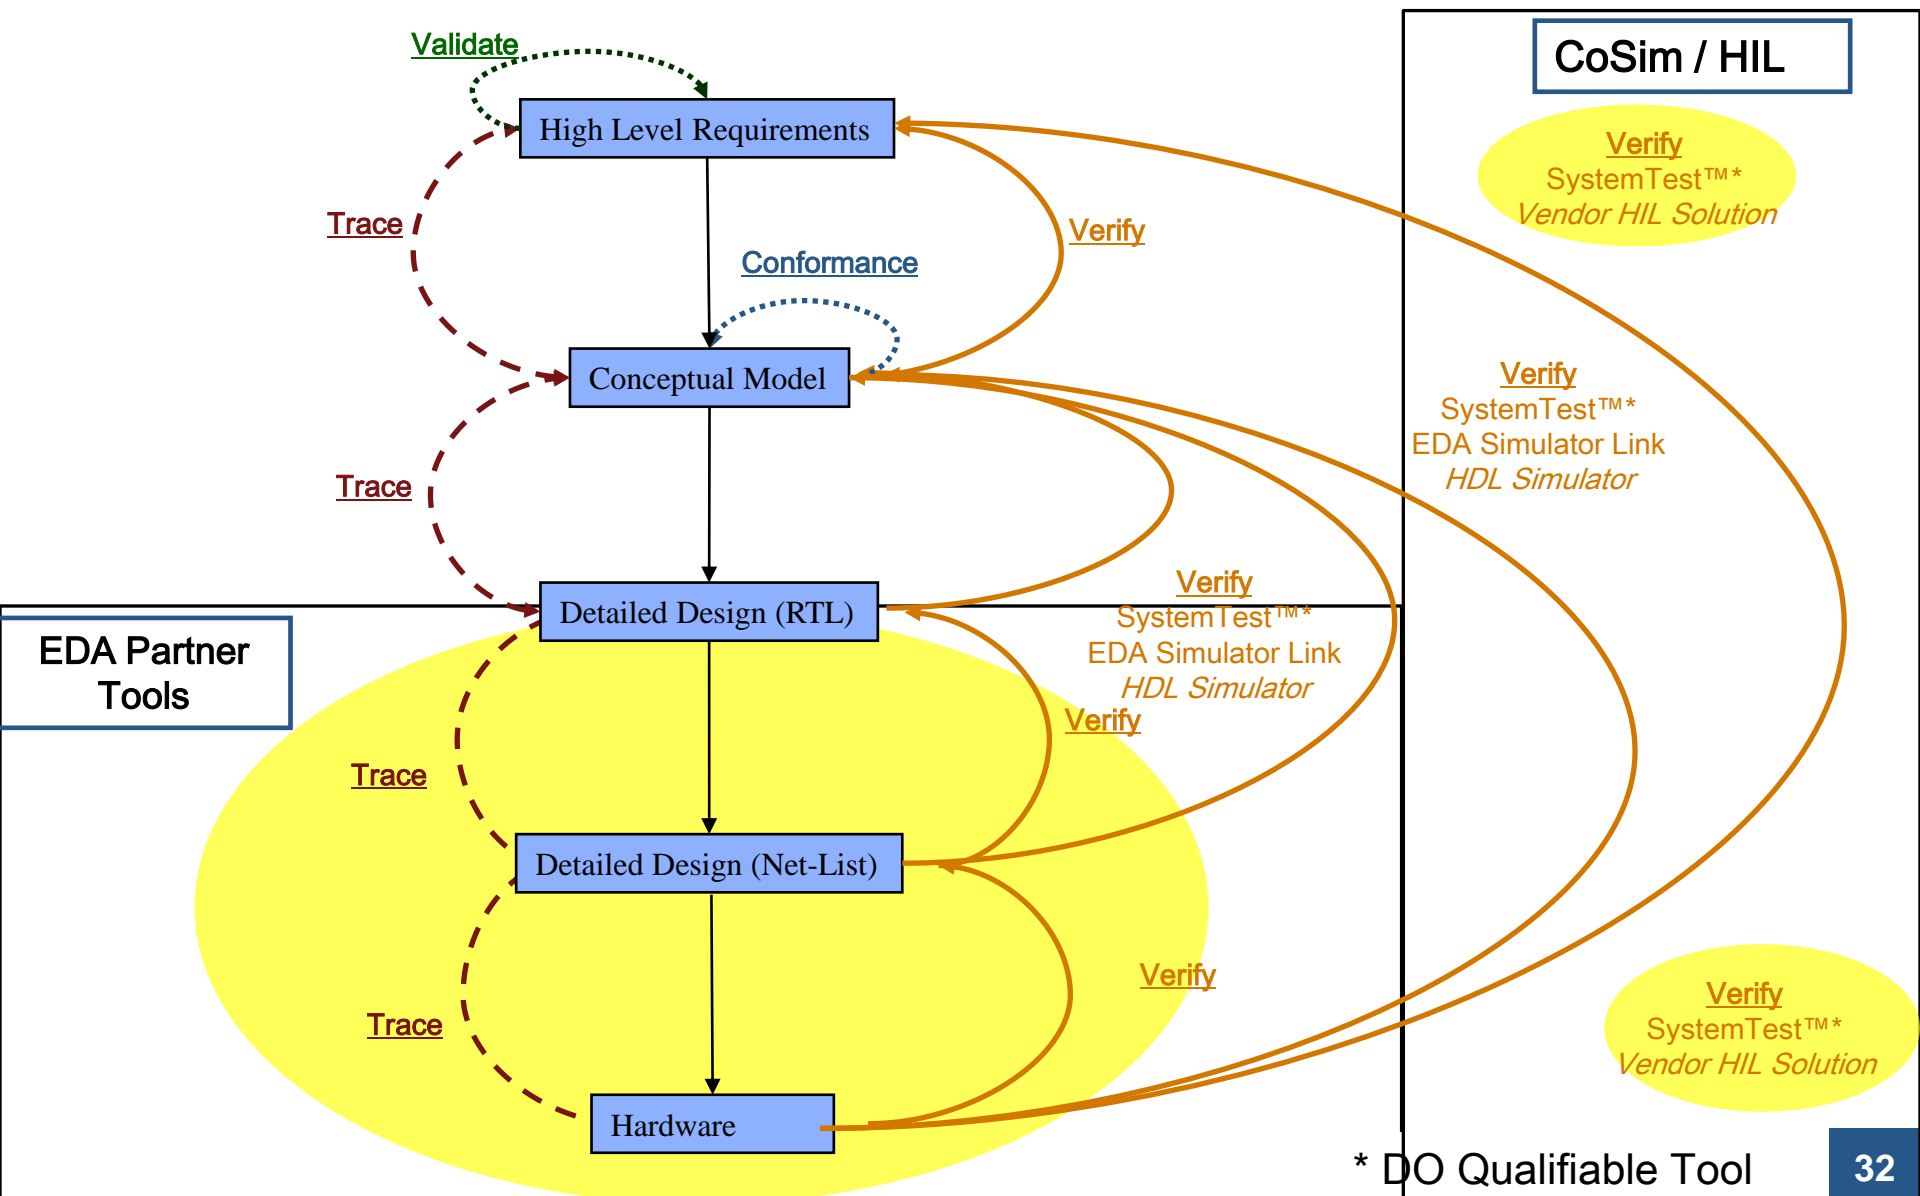 Validate
CoSim / HIL
High Level Requirements
Verify
SystemTest™*
Vendor HIL Solution
Trace
Verify
Conformance
Conceptual Model
Verify
SystemTest™*
EDA Simulator Link
HDL Simulator
Trace
Detailed Design (RTL)
Verify
SystemTest™*
EDA Simulator Link
HDL Simulator
EDA Partner
Tools
Verify
Trace
Detailed Design (Net-List)
Verify
Trace
Verify
SystemTest™*
Vendor HIL Solution
Hardware
* DO Qualifiable Tool
32